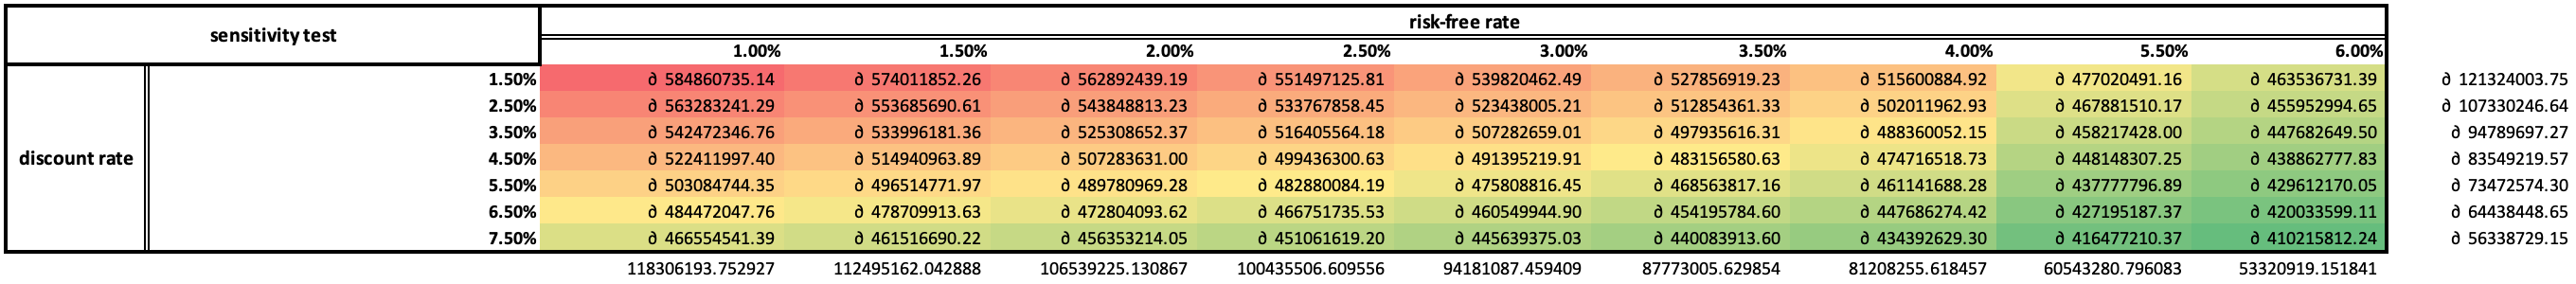 risk-free rate
sensitivity test
1.00% 1.50% 2.00% 2.50% 3.00% 3.50% 4.00% 5.50% 6.00%
1.50% ∂ 584860735.14 ∂ 574011852.26 ∂ 562892439.19 ∂ 551497125.81 ∂ 539820462.49 ∂ 527856919.23 ∂ 515600884.92 ∂ 477020491.16 ∂ 463536731.39 ∂ 121324003.75
2.50% ∂ 563283241.29 ∂ 553685690.61 ∂ 543848813.23 ∂ 533767858.45 ∂ 523438005.21 ∂ 512854361.33 ∂ 502011962.93 ∂ 467881510.17 ∂ 455952994.65 ∂ 107330246.64
3.50% ∂ 542472346.76 ∂ 533996181.36 ∂ 525308652.37 ∂ 516405564.18 ∂ 507282659.01 ∂ 497935616.31 ∂ 488360052.15 ∂ 458217428.00 ∂ 447682649.50 ∂ 94789697.27
discount rate 4.50% ∂ 522411997.40 ∂ 514940963.89 ∂ 507283631.00 ∂ 499436300.63 ∂ 491395219.91 ∂ 483156580.63 ∂ 474716518.73 ∂ 448148307.25 ∂ 438862777.83 ∂ 83549219.57
5.50% ∂ 503084744.35 ∂ 496514771.97 ∂ 489780969.28 ∂ 482880084.19 ∂ 475808816.45 ∂ 468563817.16 ∂ 461141688.28 ∂ 437777796.89 ∂ 429612170.05 ∂ 73472574.30
6.50% ∂ 484472047.76 ∂ 478709913.63 ∂ 472804093.62 ∂ 466751735.53 ∂ 460549944.90 ∂ 454195784.60 ∂ 447686274.42 ∂ 427195187.37 ∂ 420033599.11 ∂ 64438448.65
7.50% ∂ 466554541.39 ∂ 461516690.22 ∂ 456353214.05 ∂ 451061619.20 ∂ 445639375.03 ∂ 440083913.60 ∂ 434392629.30 ∂ 416477210.37 ∂ 410215812.24 ∂ 56338729.15
118306193.752927 112495162.042888 106539225.130867 100435506.609556 94181087.459409 87773005.629854 81208255.618457 60543280.796083 53320919.151841